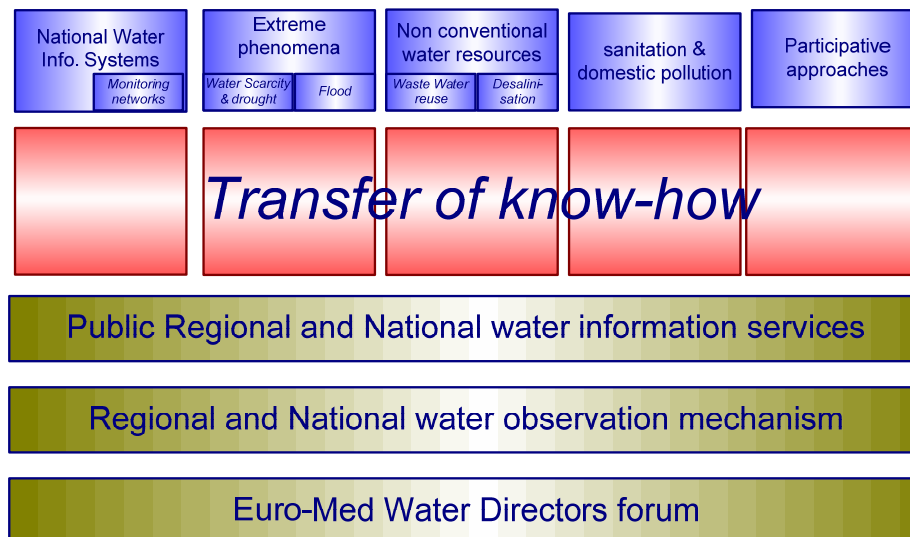 National Water
Info. Systems
Monitoring
networks
Extreme
phenomena
Water Scarcity
& drought
Flood
Non conventional
water resources
Waste Water
reuse
Desalini-
sation
sanitation &
domestic pollution
Participative
approaches
Transfer of know-how
Public Regional and National water information services
Regional and National water observation mechanism
Euro-Med Water Directors forum